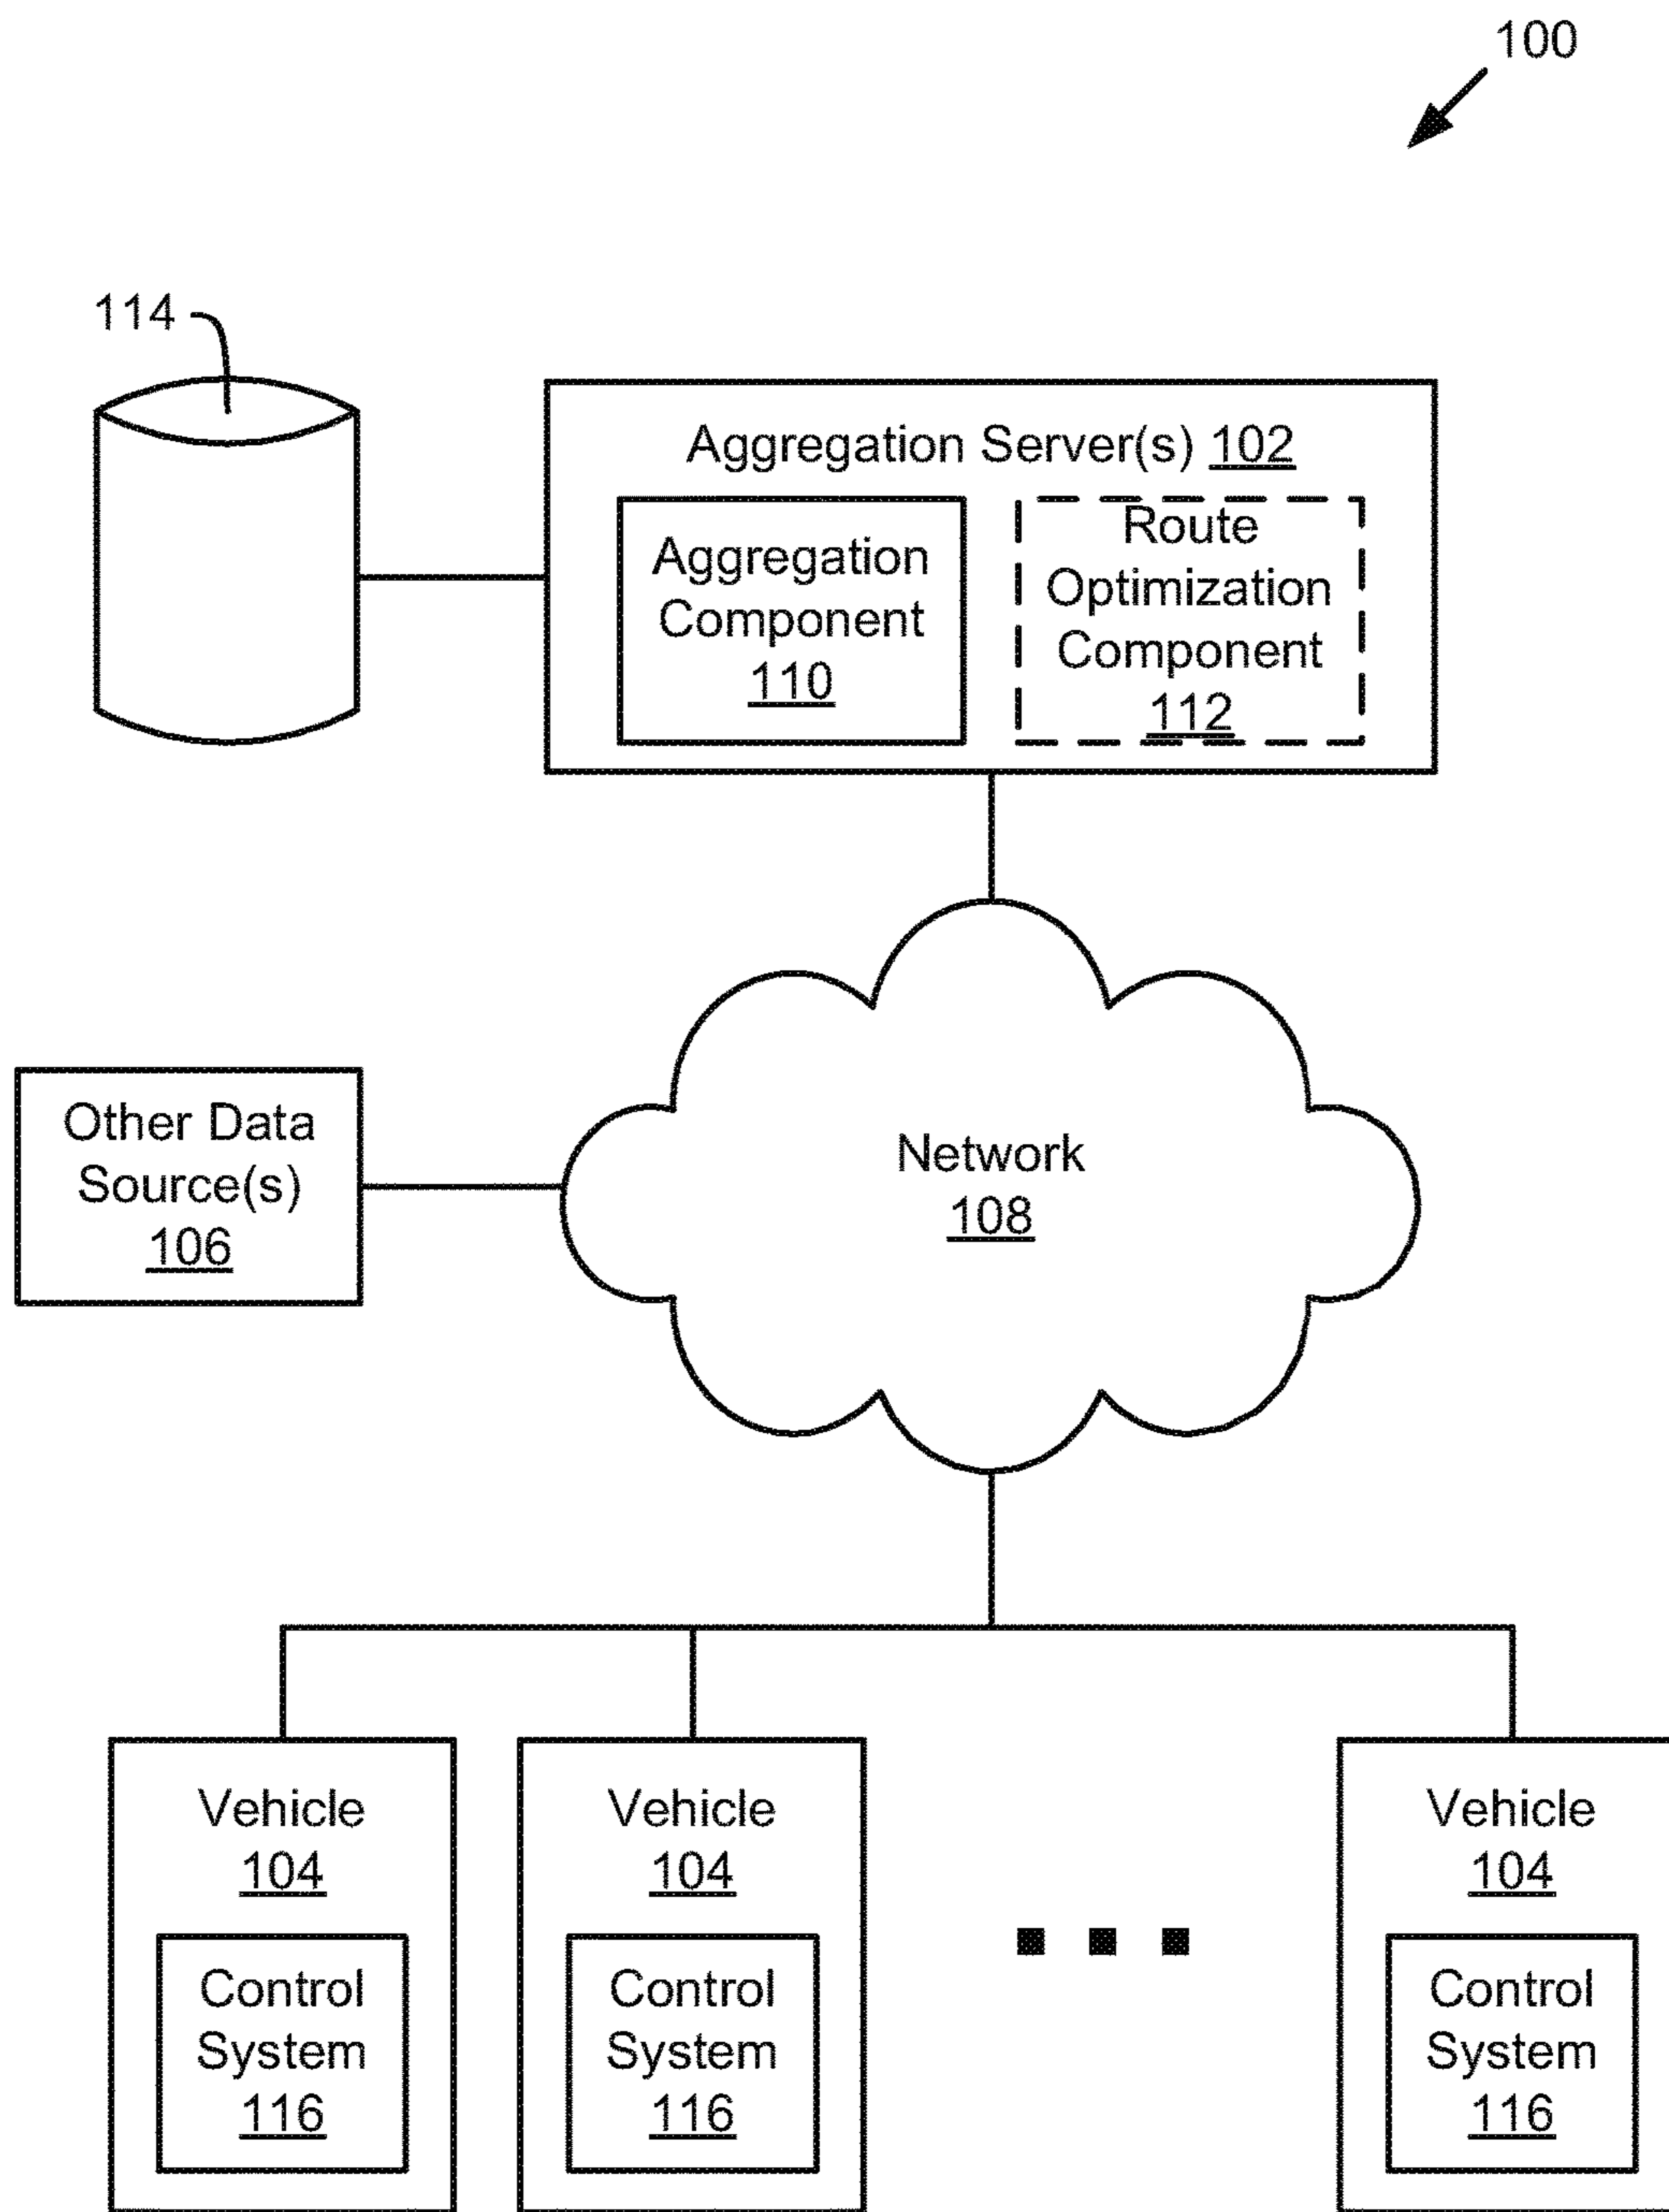 100
114
Aggregation Server(s) 102
Aggregation
Component
110
Route
Optimization
Component
112
Other Data
Source(s)
106
Network
108
Vehicle
104
Control
System
116
Vehicle
104
Control
System
116
Vehicle
104
Control
System
116